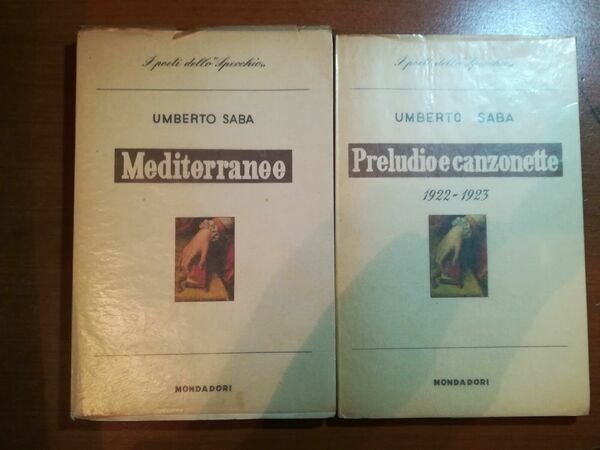 I poeti dello "Specchio"
UMBERTO SABA
Mediterranee
MONDADORI
I poeti dello "Specchio"
UMBERTO SABA
Preludio e canzonette
1922-1923
MONDADORI